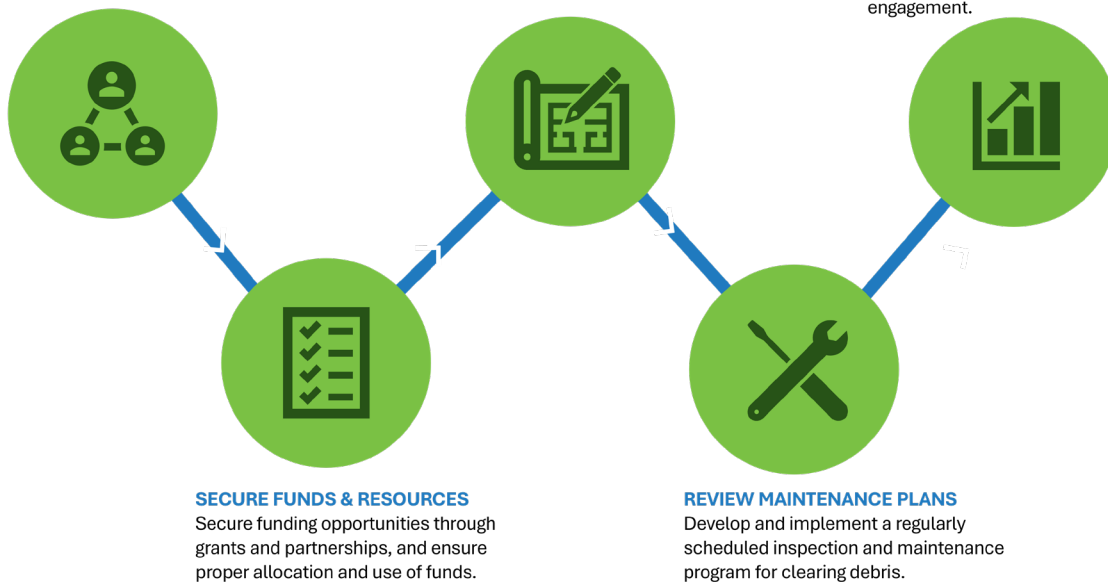 engagement.
SECURE FUNDS & RESOURCES
Secure funding opportunities through
grants and partnerships, and ensure
proper allocation and use of funds.
REVIEW MAINTENANCE PLANS
Develop and implement a regularly
scheduled inspection and maintenance
program for clearing debris.